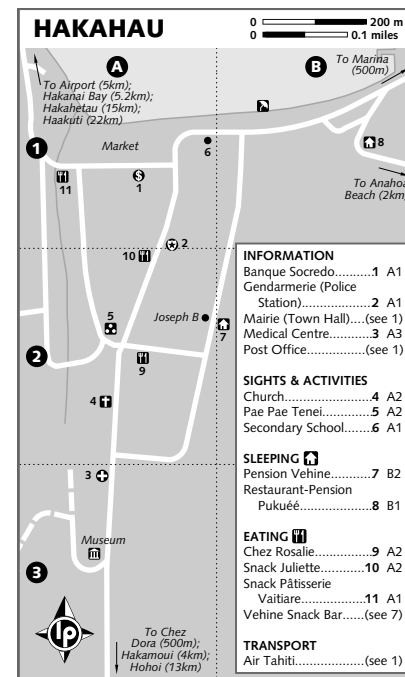 HAKAHAU
0 200 m
0 0.1 miles
A
B
To Marina
(500m)
To Airport (5km);
Hakanai Bay (5.2km);
Hakahetau (15km);
Haakuti (22km)
1
Market
6
8
11
1
To Anahoa
Beach (2km
2
10
5
Joseph B
7
2
9
4
3
Museum
3
lp
To Chez
Dora (500m);
Hakamoui (4km);
Hohoi (13km)
INFORMATION
Banque Socredo..........1 A1
Gendarmerie (Police
Station)...................2 A1
Mairie (Town Hall)....(see 1)
Medical Centre..........3 A3
Post Office...............(see 1)
SIGHTS & ACTIVITIES
Church......................4 A2
Pae Pae Tenei............5 A2
Secondary School.......6 A1
SLEEPING
Pension Vehine..........7 B2
Restaurant-Pension
Pukuéé...................8 B1
EATING
Chez Rosalie..............9 A2
Snack Juliette...........10 A2
Snack Pâtisserie
Vaitiare.................11 A1
Vehine Snack Bar.....(see 7)
TRANSPORT
Air Tahiti.................(see 1)